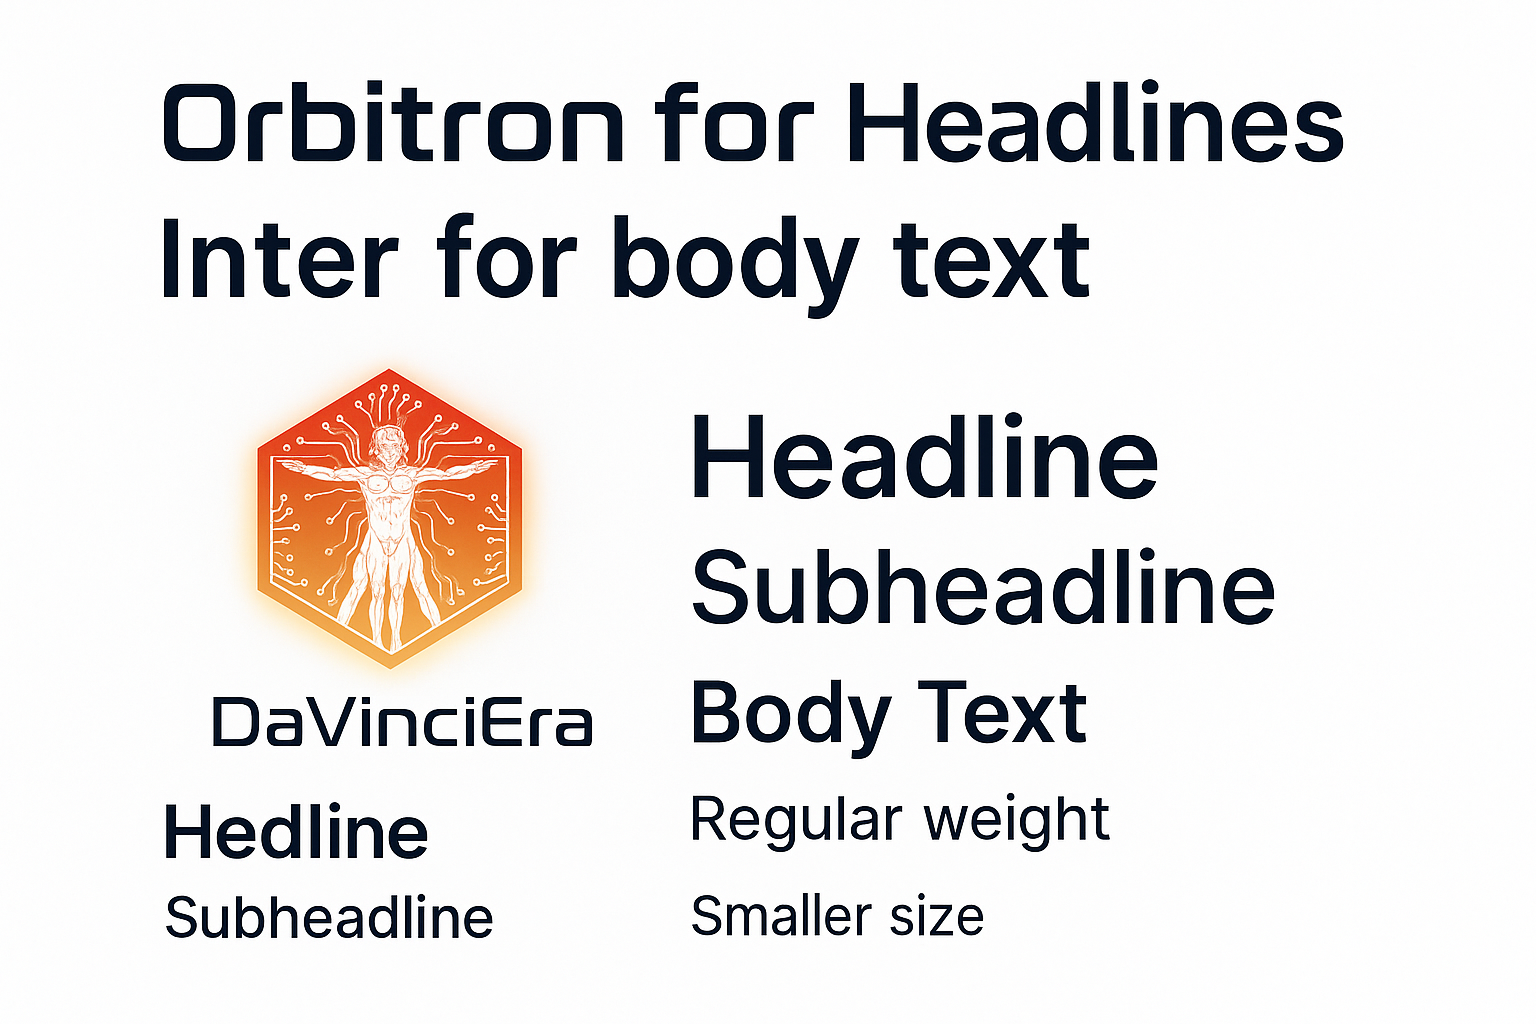 Orbitron for Headlines
Inter for body text
DaVinciEra
Hedline
Subheadline
Headline
Subheadline
Body Text
Regular weight
Smaller size